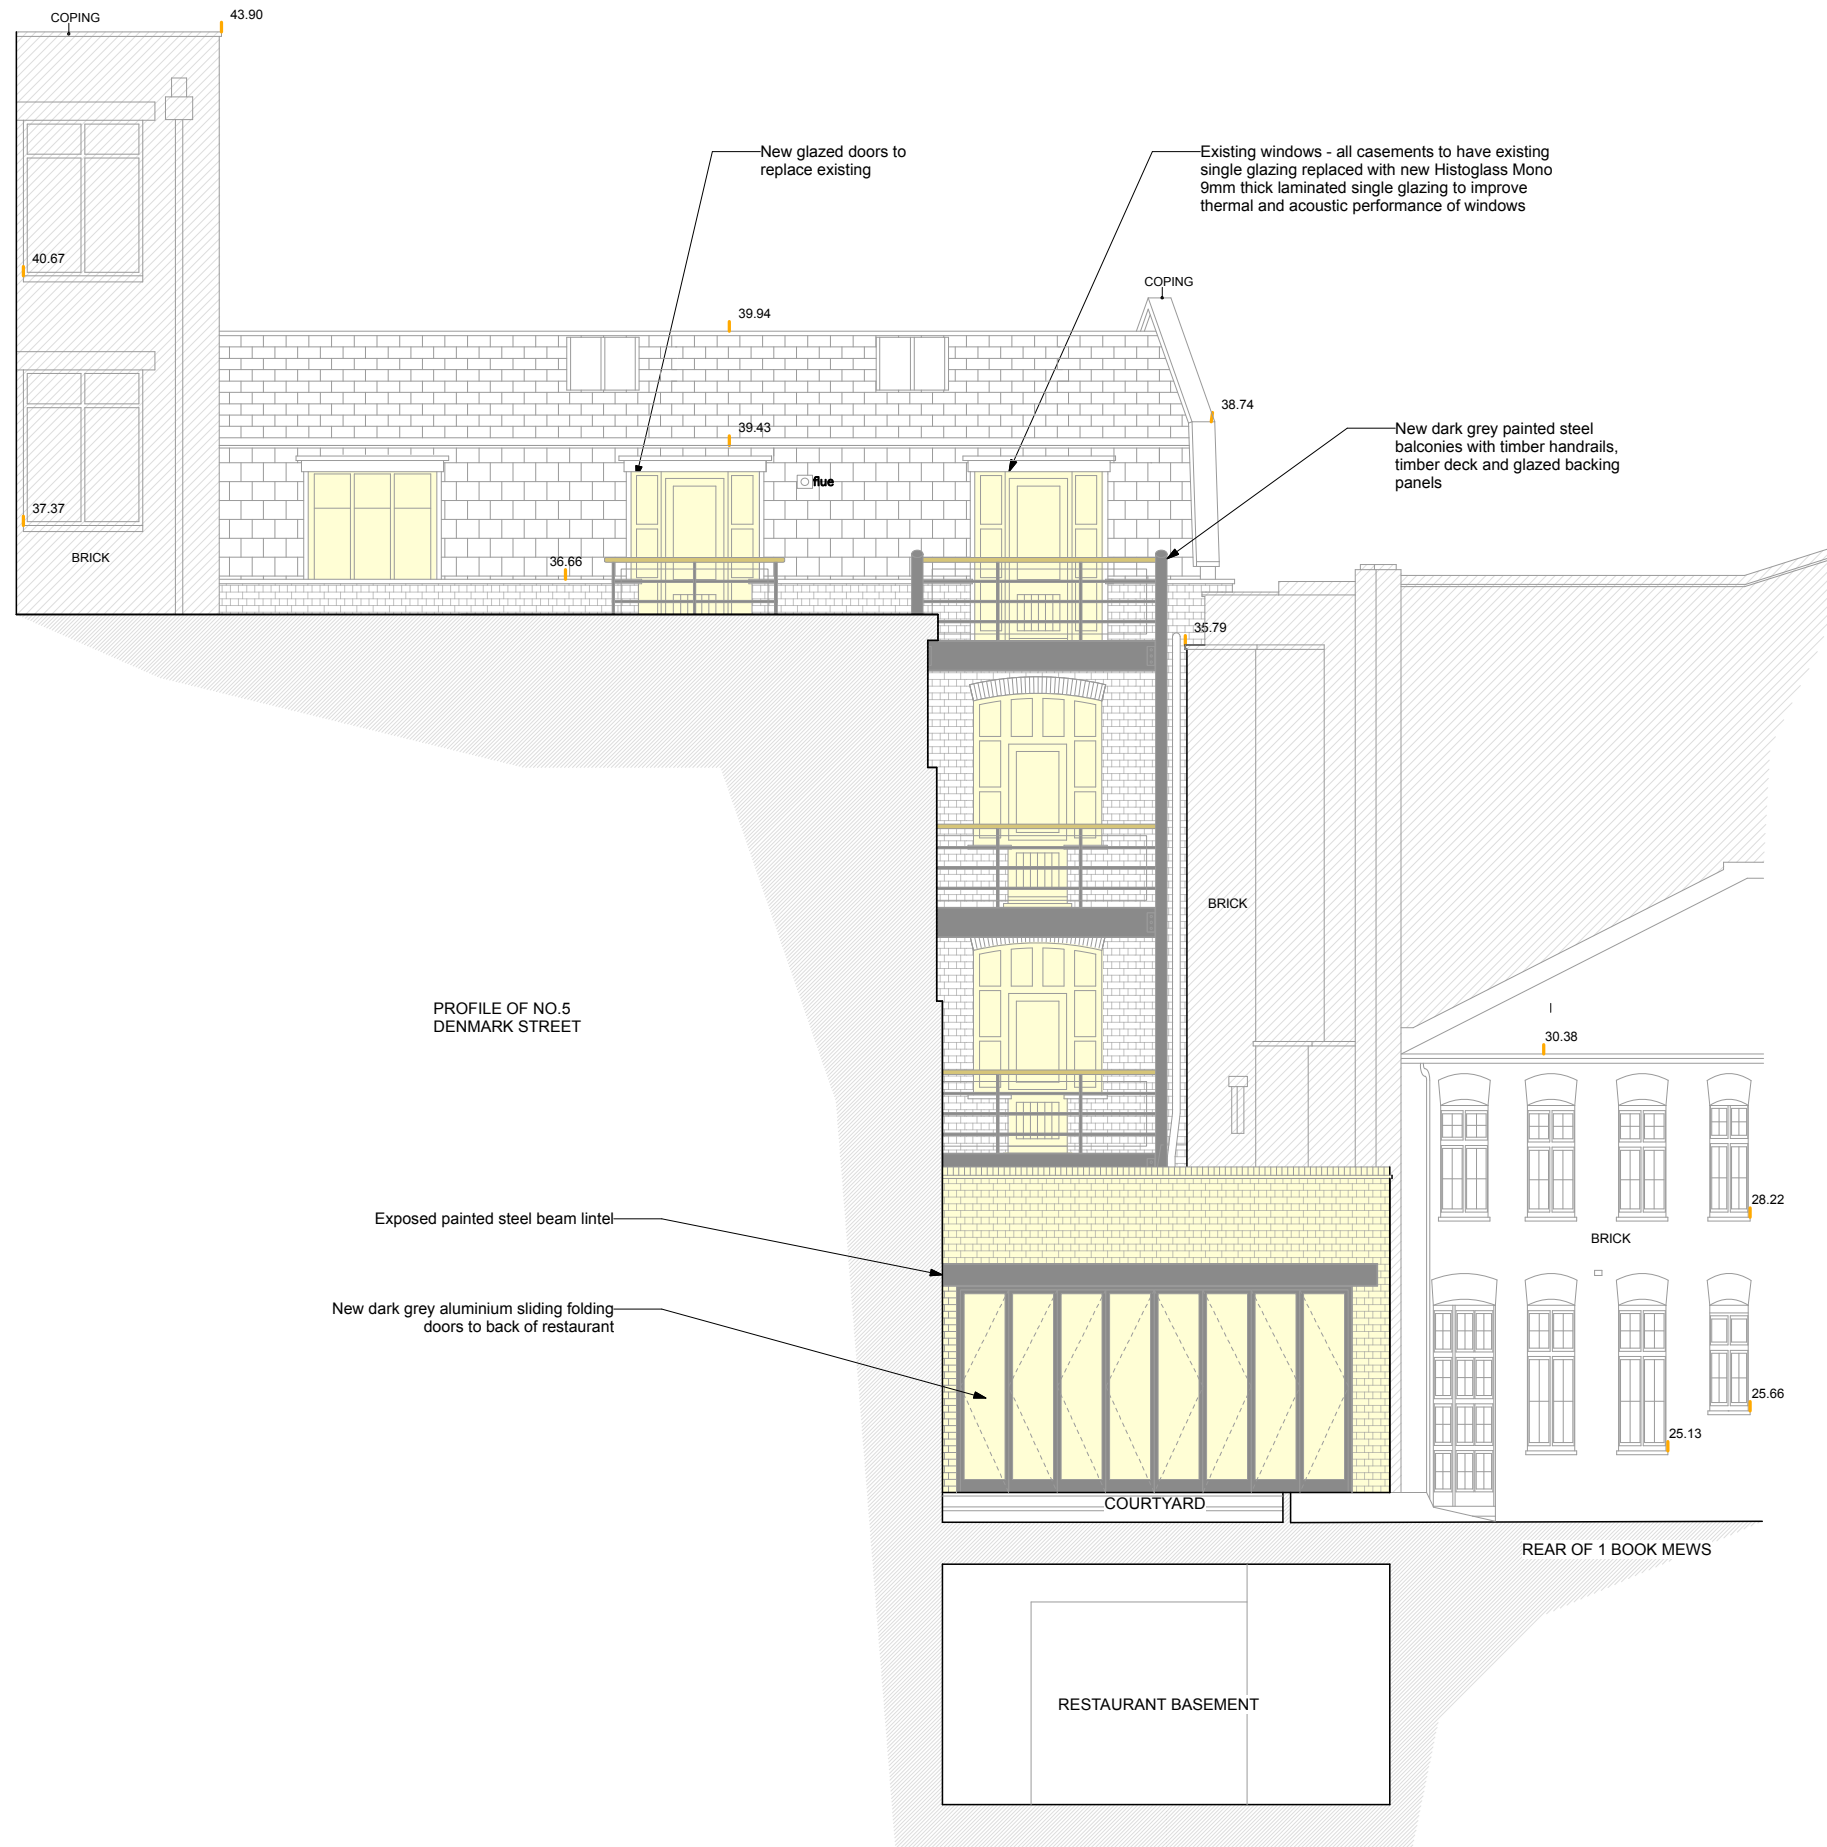 COPING
43.90
New glazed doors to
replace existing
Existing windows - all casements to have existing
single glazing replaced with new Histoglass Mono
9mm thick laminated single glazing to improve
thermal and acoustic performance of windows
40.67
COPING
39.94
38.74
New dark grey painted steel
balconies with timber handrails,
timber deck and glazed backing
panels
39.43
flue
37.37
BRICK
36.66
35.79
BRICK
PROFILE OF NO.5
DENMARK STREET
30.38
28.22
Exposed painted steel beam lintel
BRICK
New dark grey aluminium sliding folding
doors to back of restaurant
25.66
25.13
COURTYARD
REAR OF 1 BOOK MEWS
RESTAURANT BASEMENT